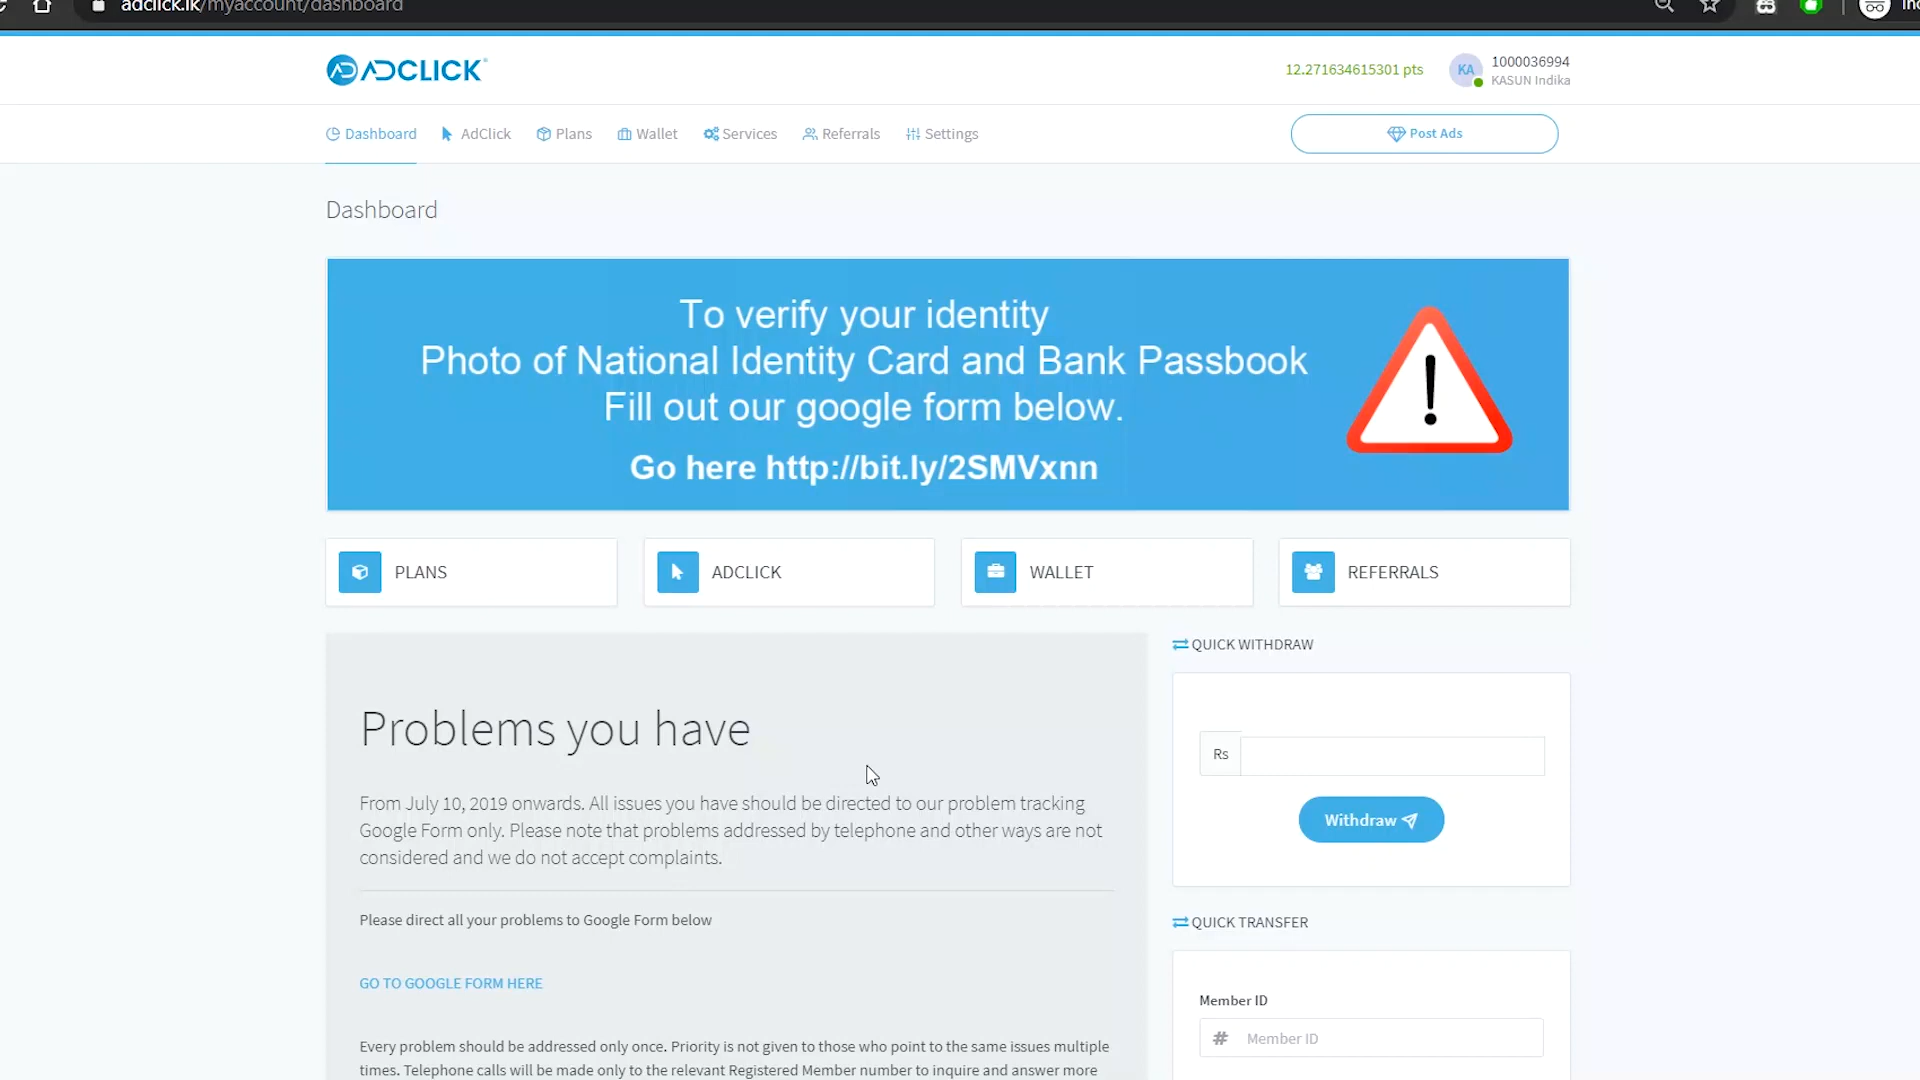 adclick.lk/myaccount/dashboard
ADCLICK
12.271634615301 pts
KA
1000036994
KASUN Indika
Dashboard
AdClick
Plans
Wallet
Services
Referrals
Settings
Post Ads
Dashboard
To verify your identity
Photo of National Identity Card and Bank Passbook
Fill out our google form below.
Go here http://bit.ly/2SMVxnn
PLANS
ADCLICK
WALLET
REFERRALS
Problems you have
From July 10, 2019 onwards. All issues you have should be directed to our problem tracking
Google Form only. Please note that problems addressed by telephone and other ways are not
considered and we do not accept complaints.
Please direct all your problems to Google Form below
GO TO GOOGLE FORM HERE
Every problem should be addressed only once. Priority is not given to those who point to the same issues multiple
times. Telephone calls will be made only to the relevant Registered Member number to inquire and answer more
QUICK WITHDRAW
Rs
Withdraw
QUICK TRANSFER
Member ID
# Member ID